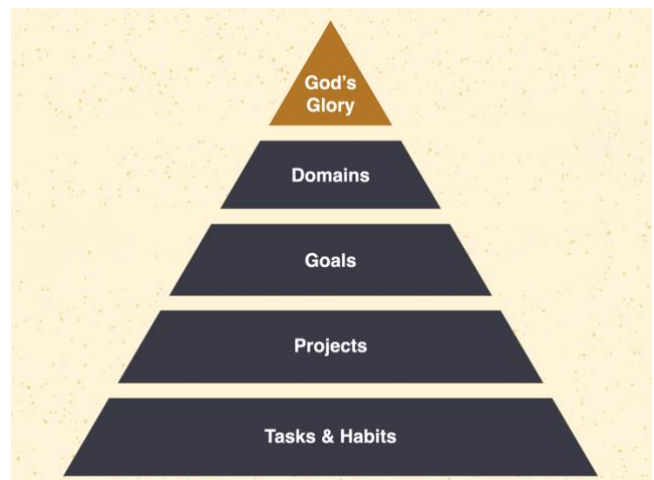 God's
Glory
Domains
Goals
Projects
Tasks & Habits